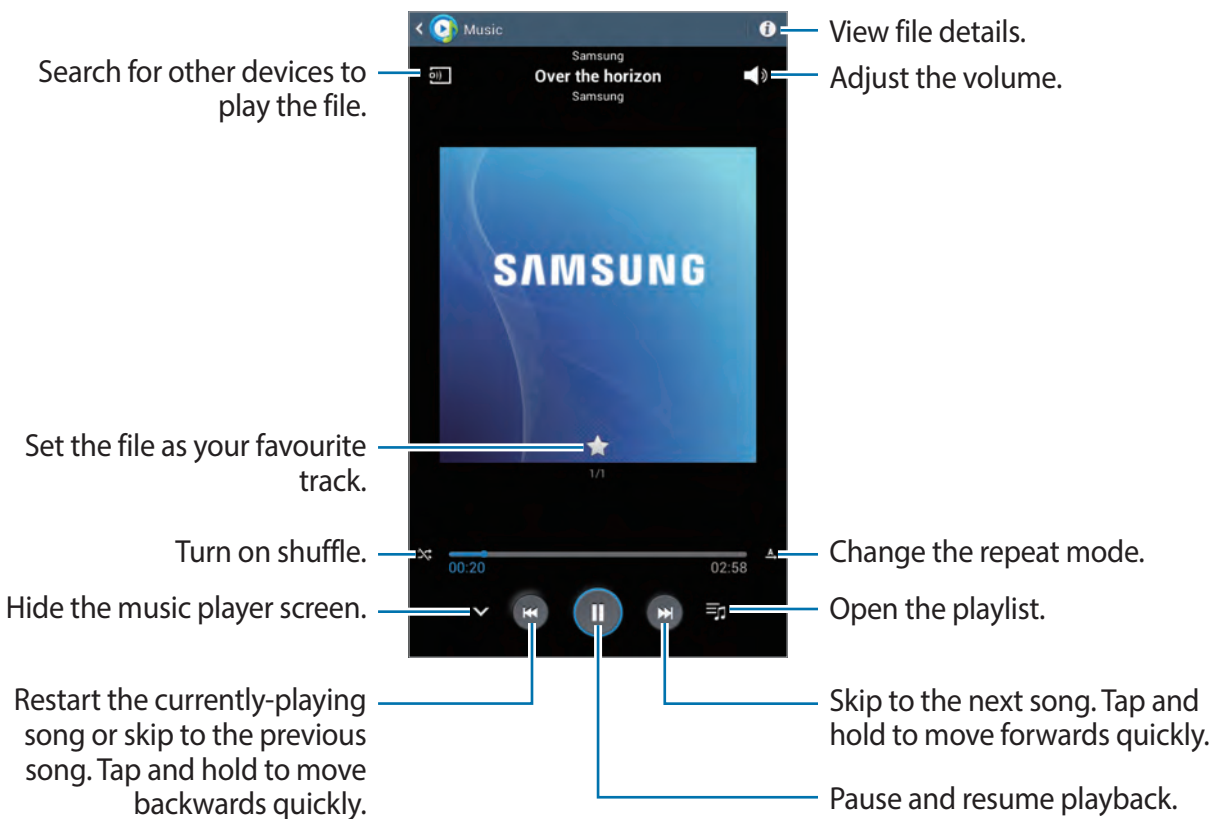 Music
View file details.
Samsung
Search for other devices to
play the file.
Over the horizon
Adjust the volume.
Samsung
SAMSUNG
Set the file as your favourite
track.
1/1
Turn on shuffle.
Change the repeat mode.
00:20
02:58
Hide the music player screen.
Open the playlist.
Restart the currently-playing
song or skip to the previous
song. Tap and hold to move
backwards quickly.
Skip to the next song. Tap and
hold to move forwards quickly.
Pause and resume playback.